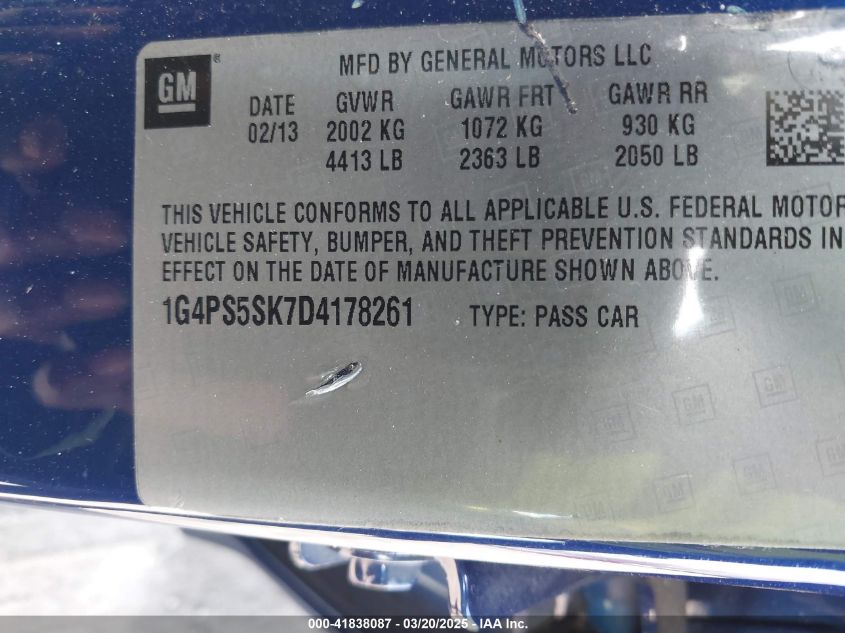 GM®
MFD BY GENERAL MOTORS LLC
DATE GVWR GAWR FRT GAWR RR
02/13 2002 KG 1072 KG 930 KG
4413 LB 2363 LB 2050 LB
THIS VEHICLE CONFORMS TO ALL APPLICABLE U.S. FEDERAL MOTOR
VEHICLE SAFETY, BUMPER, AND THEFT PREVENTION STANDARDS IN
EFFECT ON THE DATE OF MANUFACTURE SHOWN ABOVE.
1G4PS5SK7D4178261 TYPE: PASS CAR
000-41838087 - 03/20/2025 - IAA Inc.